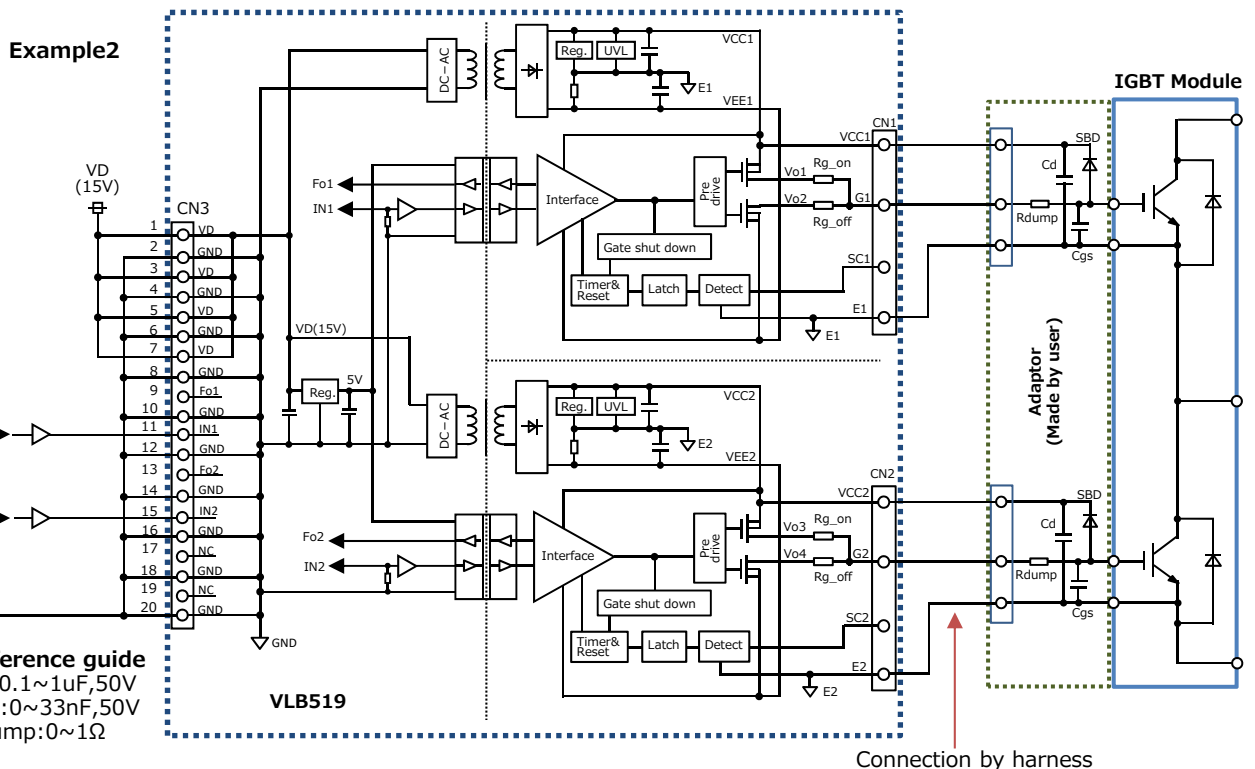 Example2
VD
(15V)
CN3
1 VD
2 GND
3 VD
4 GND
5 VD
6 GND
7 VD
8 GND
9 Fo1
10 GND
11 IN1
12 GND
13 Fo2
14 GND
15 IN2
16 GND
17 NC
18 GND
19 NC
20 GND
GND
DC-AC
Reg.
UVL
VCC1
E1
VEE1
Fo1
IN1
Interface
Pre
drive
Vo1
Vo2
Rg_on
Rg_off
Gate shut down
Timer&
Reset
Latch
Detect
E1
CN1
VCC1
G1
SC1
E1
VD(15V)
Reg.
5V
DC-AC
Reg.
UVL
VCC2
E2
VEE2
Fo2
IN2
Interface
Pre
drive
Vo3
Vo4
Rg_on
Rg_off
Gate shut down
Timer&
Reset
Latch
Detect
E2
CN2
VCC2
G2
SC2
E2
VLB519
IGBT Module
SBD
Cd
Rdump
Cgs
Adaptor
(Made by user)
SBD
Cd
Rdump
Cgs
Connection by harness
erence guide
0.1~1uF,50V
:0~33nF,50V
ump:0~1Ω